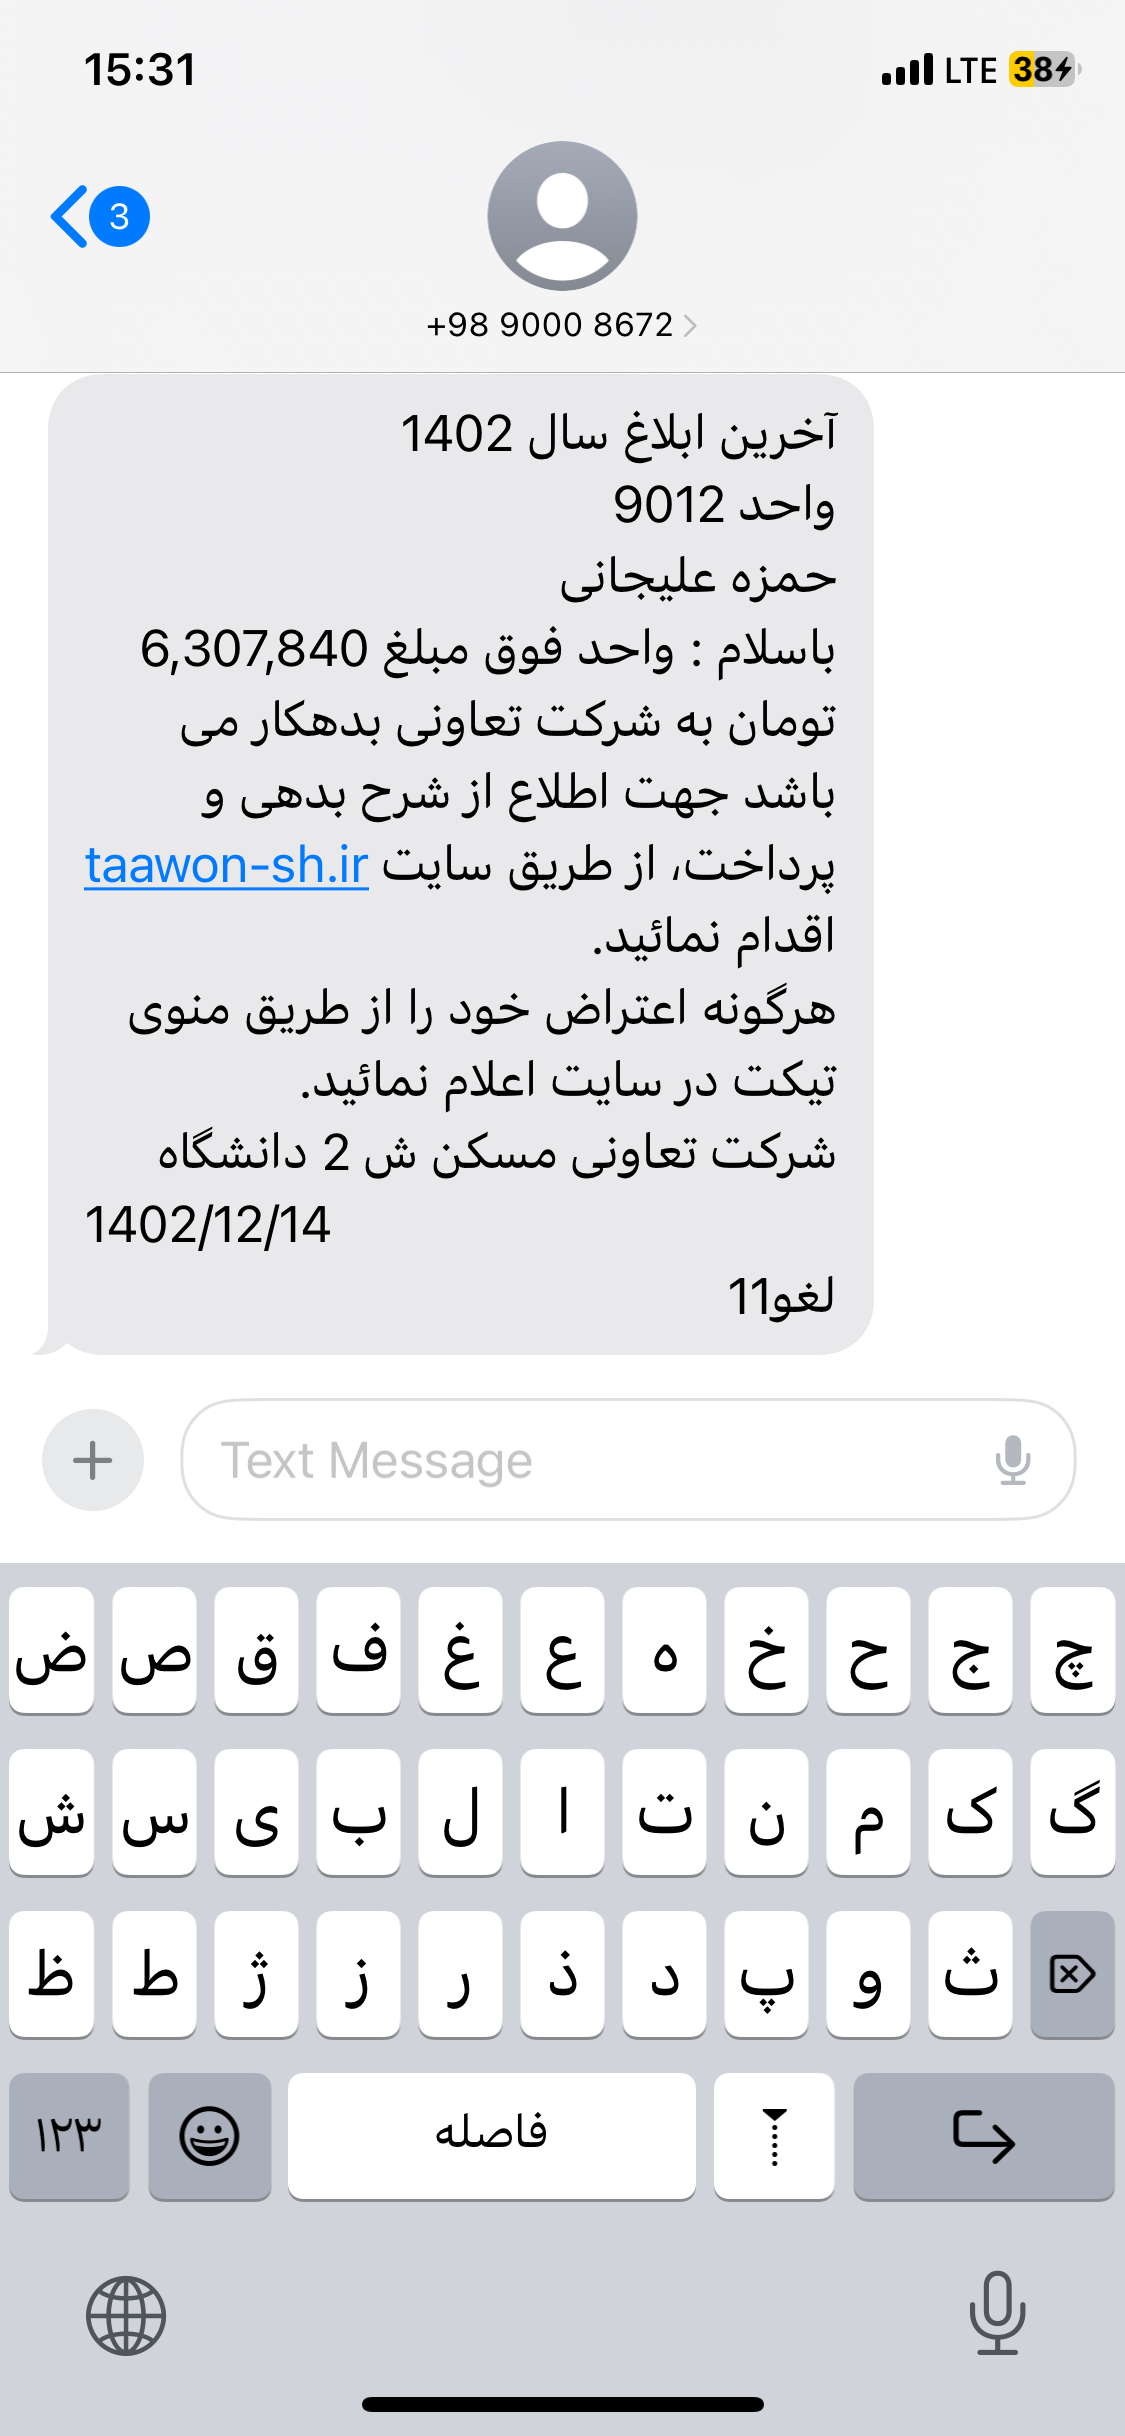 15:31
LTE 38
3
+98 9000 8672
آخرین ابلاغ سال 1402
واحد 9012
حمزه علیجانی
باسلام : واحد فوق مبلغ 6,307,840
تومان به شرکت تعاونی بدهکار می
باشد جهت اطلاع از شرح بدهی و
پرداخت، از طریق سایت taawon-sh.ir
اقدام نمائید.
هرگونه اعتراض خود را از طریق منوی
تیکت در سایت اعلام نمائید.
شرکت تعاونی مسکن ش 2 دانشگاه
1402/12/14
لغو11
Text Message
ض ص ق ف غ ع ه خ ح ج چ
ش س ی ب ل ا ت ن م ک گ
ظ ط ژ ز ر ذ د پ و ث
۱۲۳ فاصله